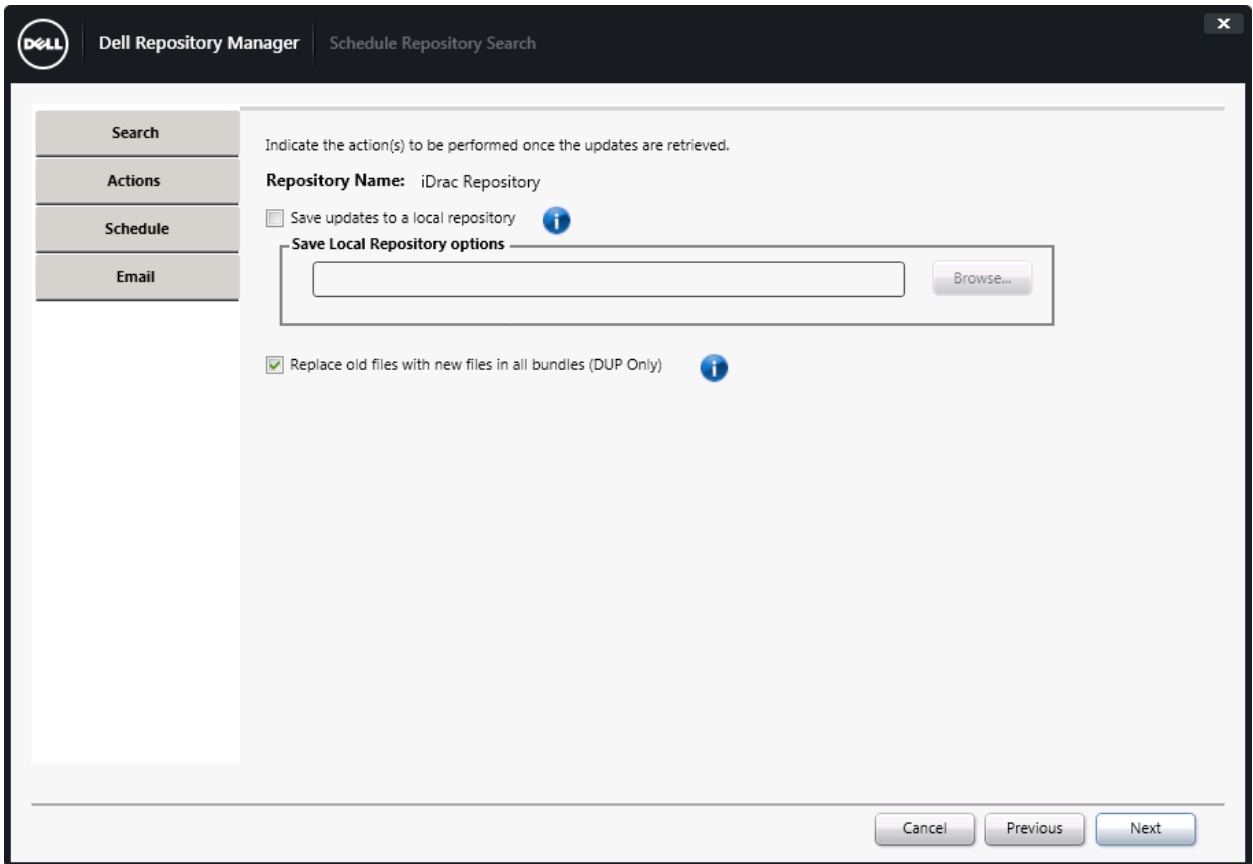 DELL
Dell Repository Manager
Schedule Repository Search
x
Search
Actions
Schedule
Email
Indicate the action(s) to be performed once the updates are retrieved.
Repository Name: iDrac Repository
Save updates to a local repository
i
Save Local Repository options
Browse...
Replace old files with new files in all bundles (DUP Only)
i
Cancel
Previous
Next